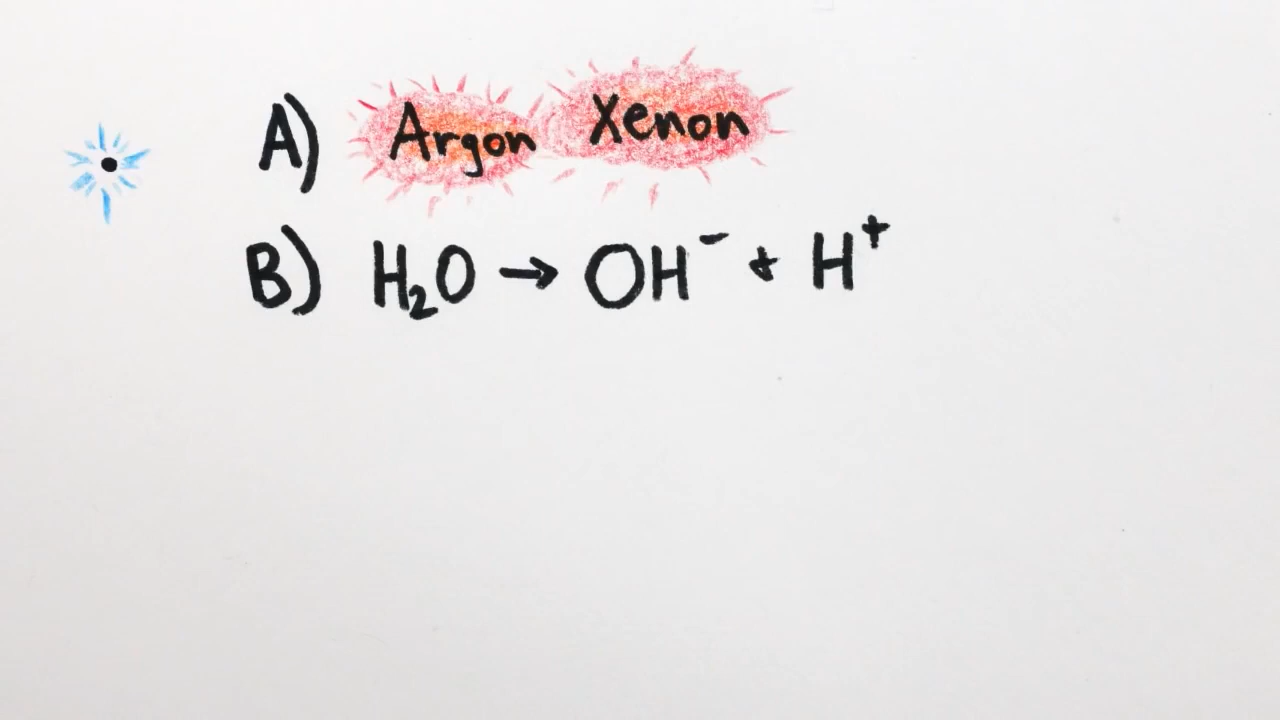 A) Argon Xenon
B) H₂O → OH⁻ + H⁺